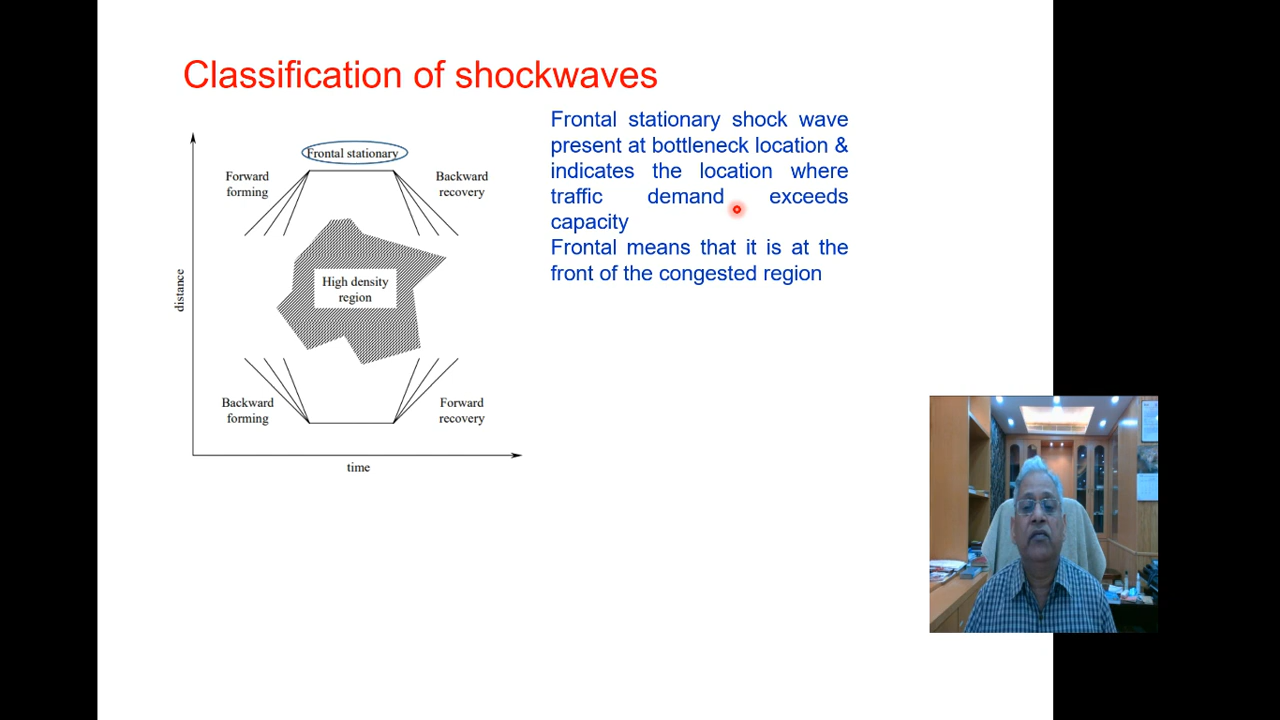 Classification of shockwaves
Frontal stationary
Forward
forming
Backward
recovery
High density
region
distance
Backward
forming
Forward
recovery
time
Frontal stationary shock wave
present at bottleneck location &
indicates the location where
traffic demand exceeds
capacity
Frontal means that it is at the
front of the congested region